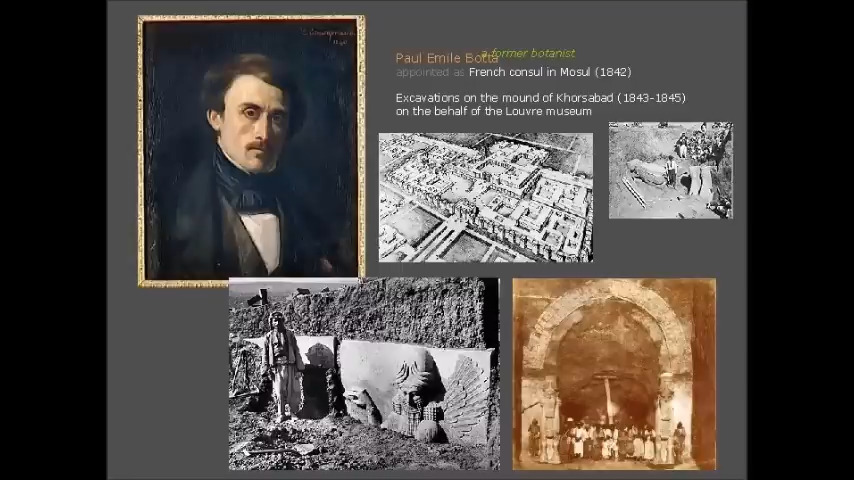 a former botanist
Paul Emile Botta
appointed as French consul in Mosul (1842)
Excavations on the mound of Khorsabad (1843-1845)
on the behalf of the Louvre museum